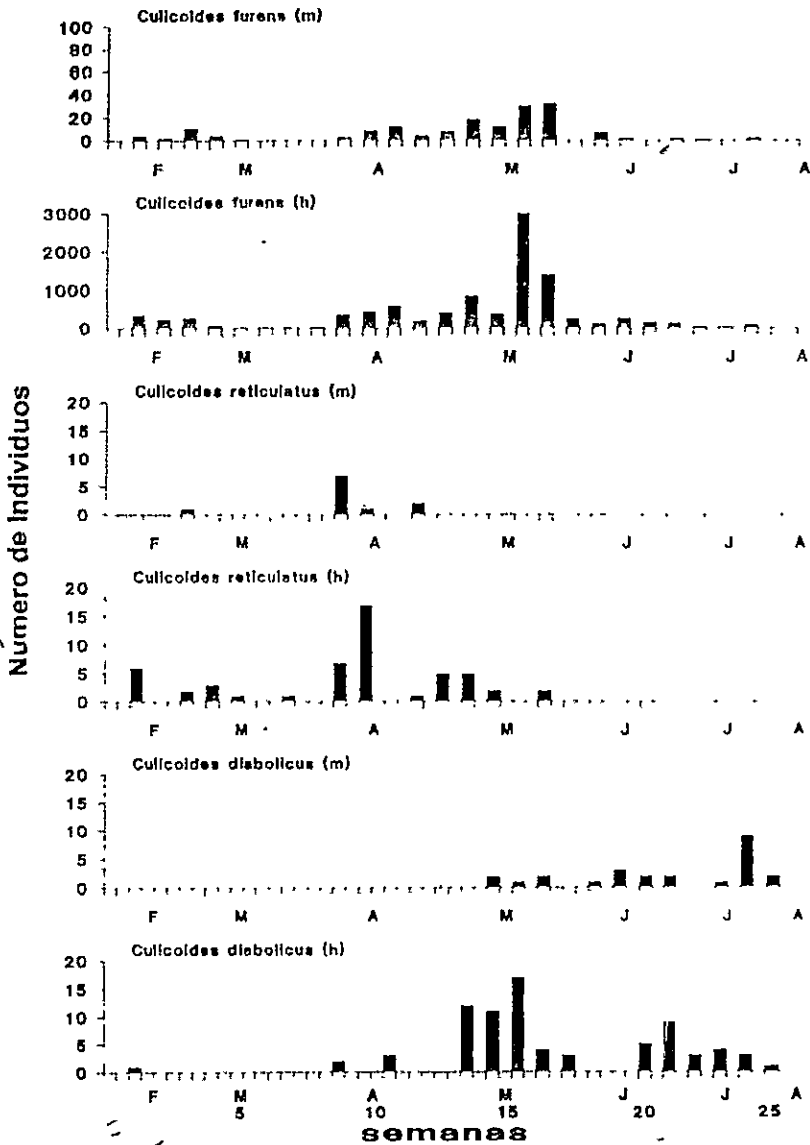 Culicoides furens (m)
100
80
60
40
20
0
F M A M J J A
Culicoides furens (h)
3000
2000
1000
0
F M A M J J A
Culicoides reticulatus (m)
20
15
10
5
0
F M A M J J A
Culicoides reticulatus (h)
20
15
10
5
0
F M A M J J A
Culicoides diabolicus (m)
20
15
10
5
0
F M A M J J A
Culicoides diabolicus (h)
20
15
10
5
0
F M A M J J A
5 10 15 20 25
semanas
Número de Individuos